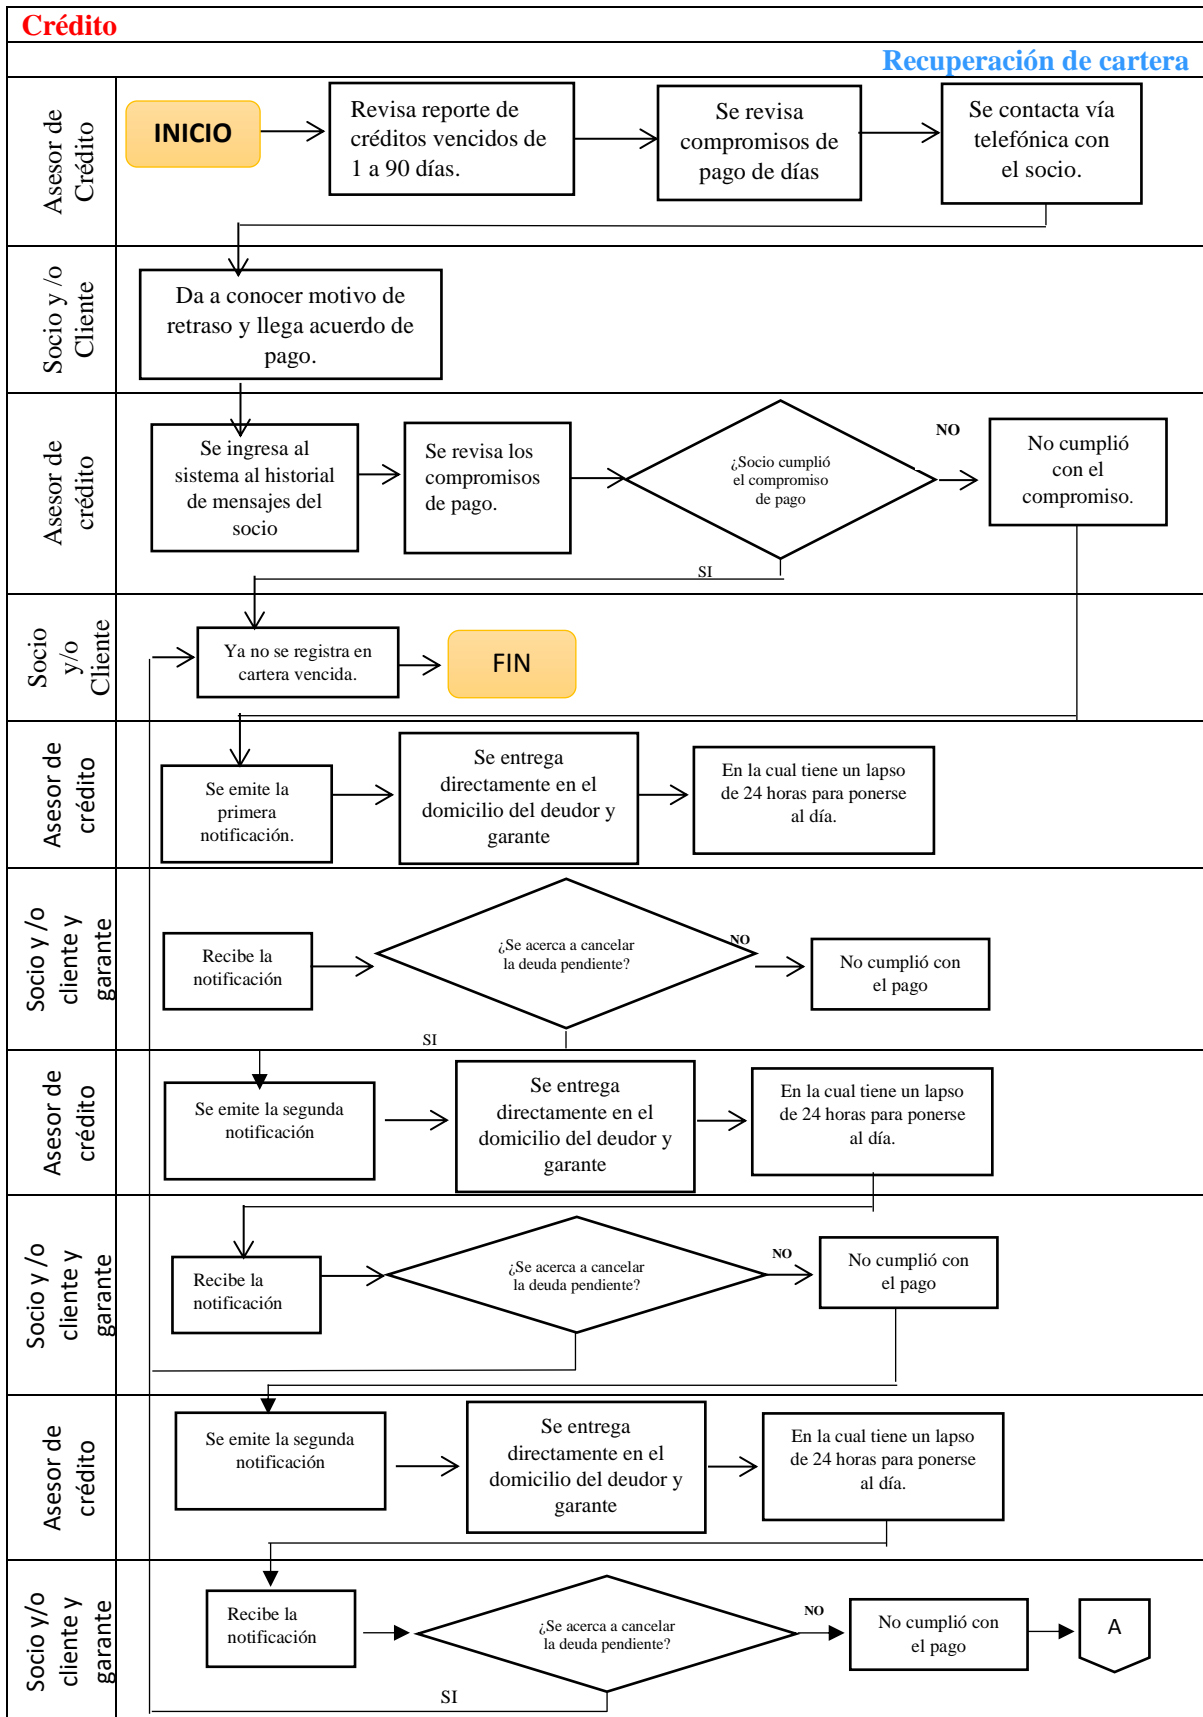 Crédito
Recuperación de cartera
Asesor de
Crédito
INICIO
Revisa reporte de
créditos vencidos de
1 a 90 días.
Se revisa
compromisos de
pago de días
Se contacta vía
telefónica con
el socio.
Socio y /o
Cliente
Da a conocer motivo de
retraso y llega acuerdo de
pago.
Asesor de
crédito
Se ingresa al
sistema al historial
de mensajes del
socio
Se revisa los
compromisos
de pago.
¿Socio cumplió
el compromiso
de pago
NO
No cumplió
con el
compromiso.
SI
Socio
y/o
Cliente
Ya no se registra en
cartera vencida.
FIN
Asesor de
crédito
Se emite la
primera
notificación.
Se entrega
directamente en el
domicilio del deudor y
garante
En la cual tiene un lapso
de 24 horas para ponerse
al día.
Socio y /o
cliente y
garante
Recibe la
notificación
¿Se acerca a cancelar
la deuda pendiente?
NO
No cumplió con
el pago
SI
Asesor de
crédito
Se emite la segunda
notificación
Se entrega
directamente en el
domicilio del deudor y
garante
En la cual tiene un lapso
de 24 horas para ponerse
al día.
Socio y /o
cliente y
garante
Recibe la
notificación
¿Se acerca a cancelar
la deuda pendiente?
NO
No cumplió con
el pago
Asesor de
crédito
Se emite la segunda
notificación
Se entrega
directamente en el
domicilio del deudor y
garante
En la cual tiene un lapso
de 24 horas para ponerse
al día.
Socio y/o
cliente y
garante
Recibe la
notificación
¿Se acerca a cancelar
la deuda pendiente?
NO
No cumplió con
el pago
A
SI